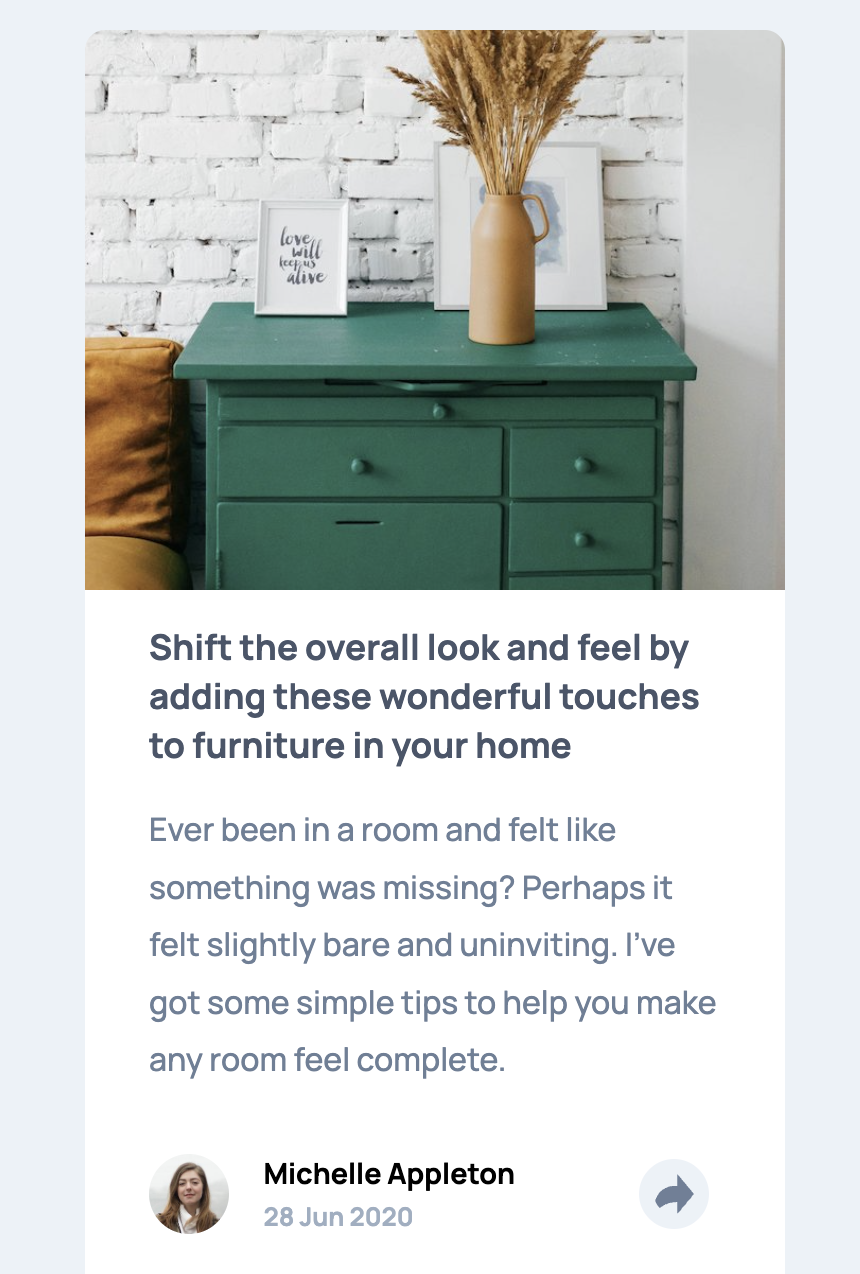 love
will
keep us
alive
Shift the overall look and feel by
adding these wonderful touches
to furniture in your home
Ever been in a room and felt like
something was missing? Perhaps it
felt slightly bare and uninviting. I’ve
got some simple tips to help you make
any room feel complete.
Michelle Appleton
28 Jun 2020